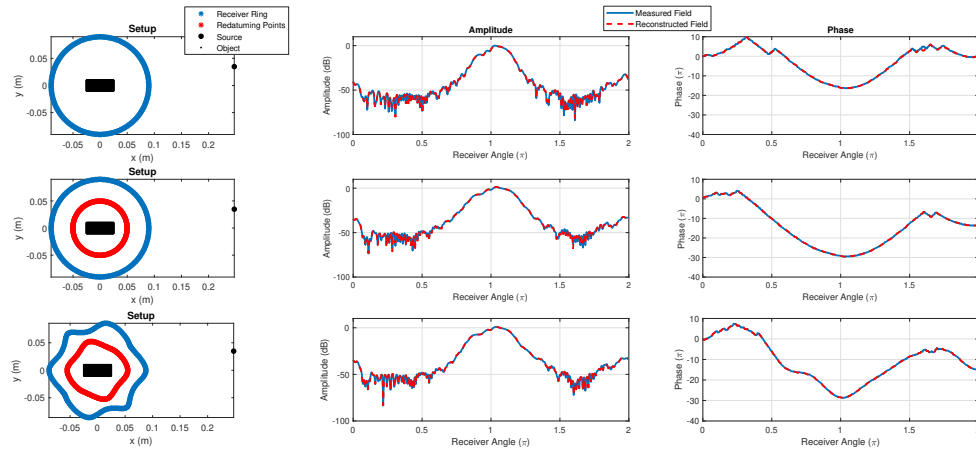 Setup
Receiver Ring
Redatuming Points
Source
Object
Amplitude
Measured Field
Reconstructed Field
Phase
0.05
0
-0.05
y (m)
-0.05 0 0.05 0.1 0.15 0.2
x (m)
0
-50
-100
Amplitude (dB)
0 0.5 1 1.5 2
Receiver Angle (π)
10
0
-10
-20
-30
-40
Phase (π)
0 0.5 1 1.5 2
Receiver Angle (π)
Setup
0.05
0
-0.05
y (m)
-0.05 0 0.05 0.1 0.15 0.2
x (m)
0
-50
-100
Amplitude (dB)
0 0.5 1 1.5 2
Receiver Angle (π)
10
0
-10
-20
-30
-40
Phase (π)
0 0.5 1 1.5
Receiver Angle (π)
Setup
0.05
0
-0.05
y (m)
-0.05 0 0.05 0.1 0.15 0.2
x (m)
0
-50
-100
Amplitude (dB)
0 0.5 1 1.5 2
Receiver Angle (π)
10
0
-10
-20
-30
-40
Phase (π)
0 0.5 1 1.5
Receiver Angle (π)